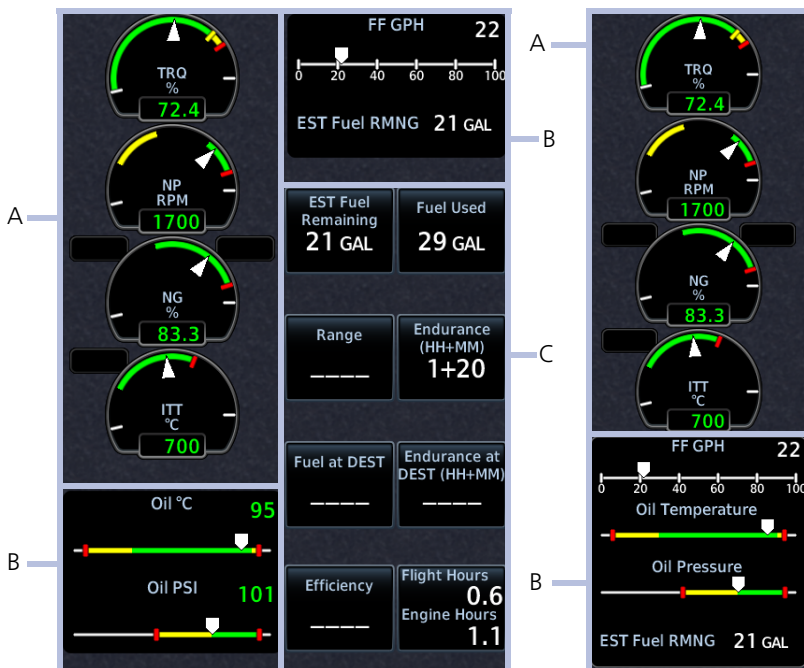 A
TRQ
%
72.4
NP
RPM
1700
NG
%
83.3
ITT
°C
700
B
Oil °C
95
Oil PSI
101
FF GPH
22
0 20 40 60 80 100
EST Fuel RMNG 21 GAL
B
EST Fuel
Remaining
21 GAL
Fuel Used
29 GAL
Range
____
Endurance
(HH+MM)
1+20
C
Fuel at DEST
____
Endurance at
DEST (HH+MM)
____
Efficiency
____
Flight Hours
0.6
Engine Hours
1.1
A
TRQ
%
72.4
NP
RPM
1700
NG
%
83.3
ITT
°C
700
B
FF GPH
22
0 20 40 60 80 100
Oil Temperature
Oil Pressure
EST Fuel RMNG 21 GAL